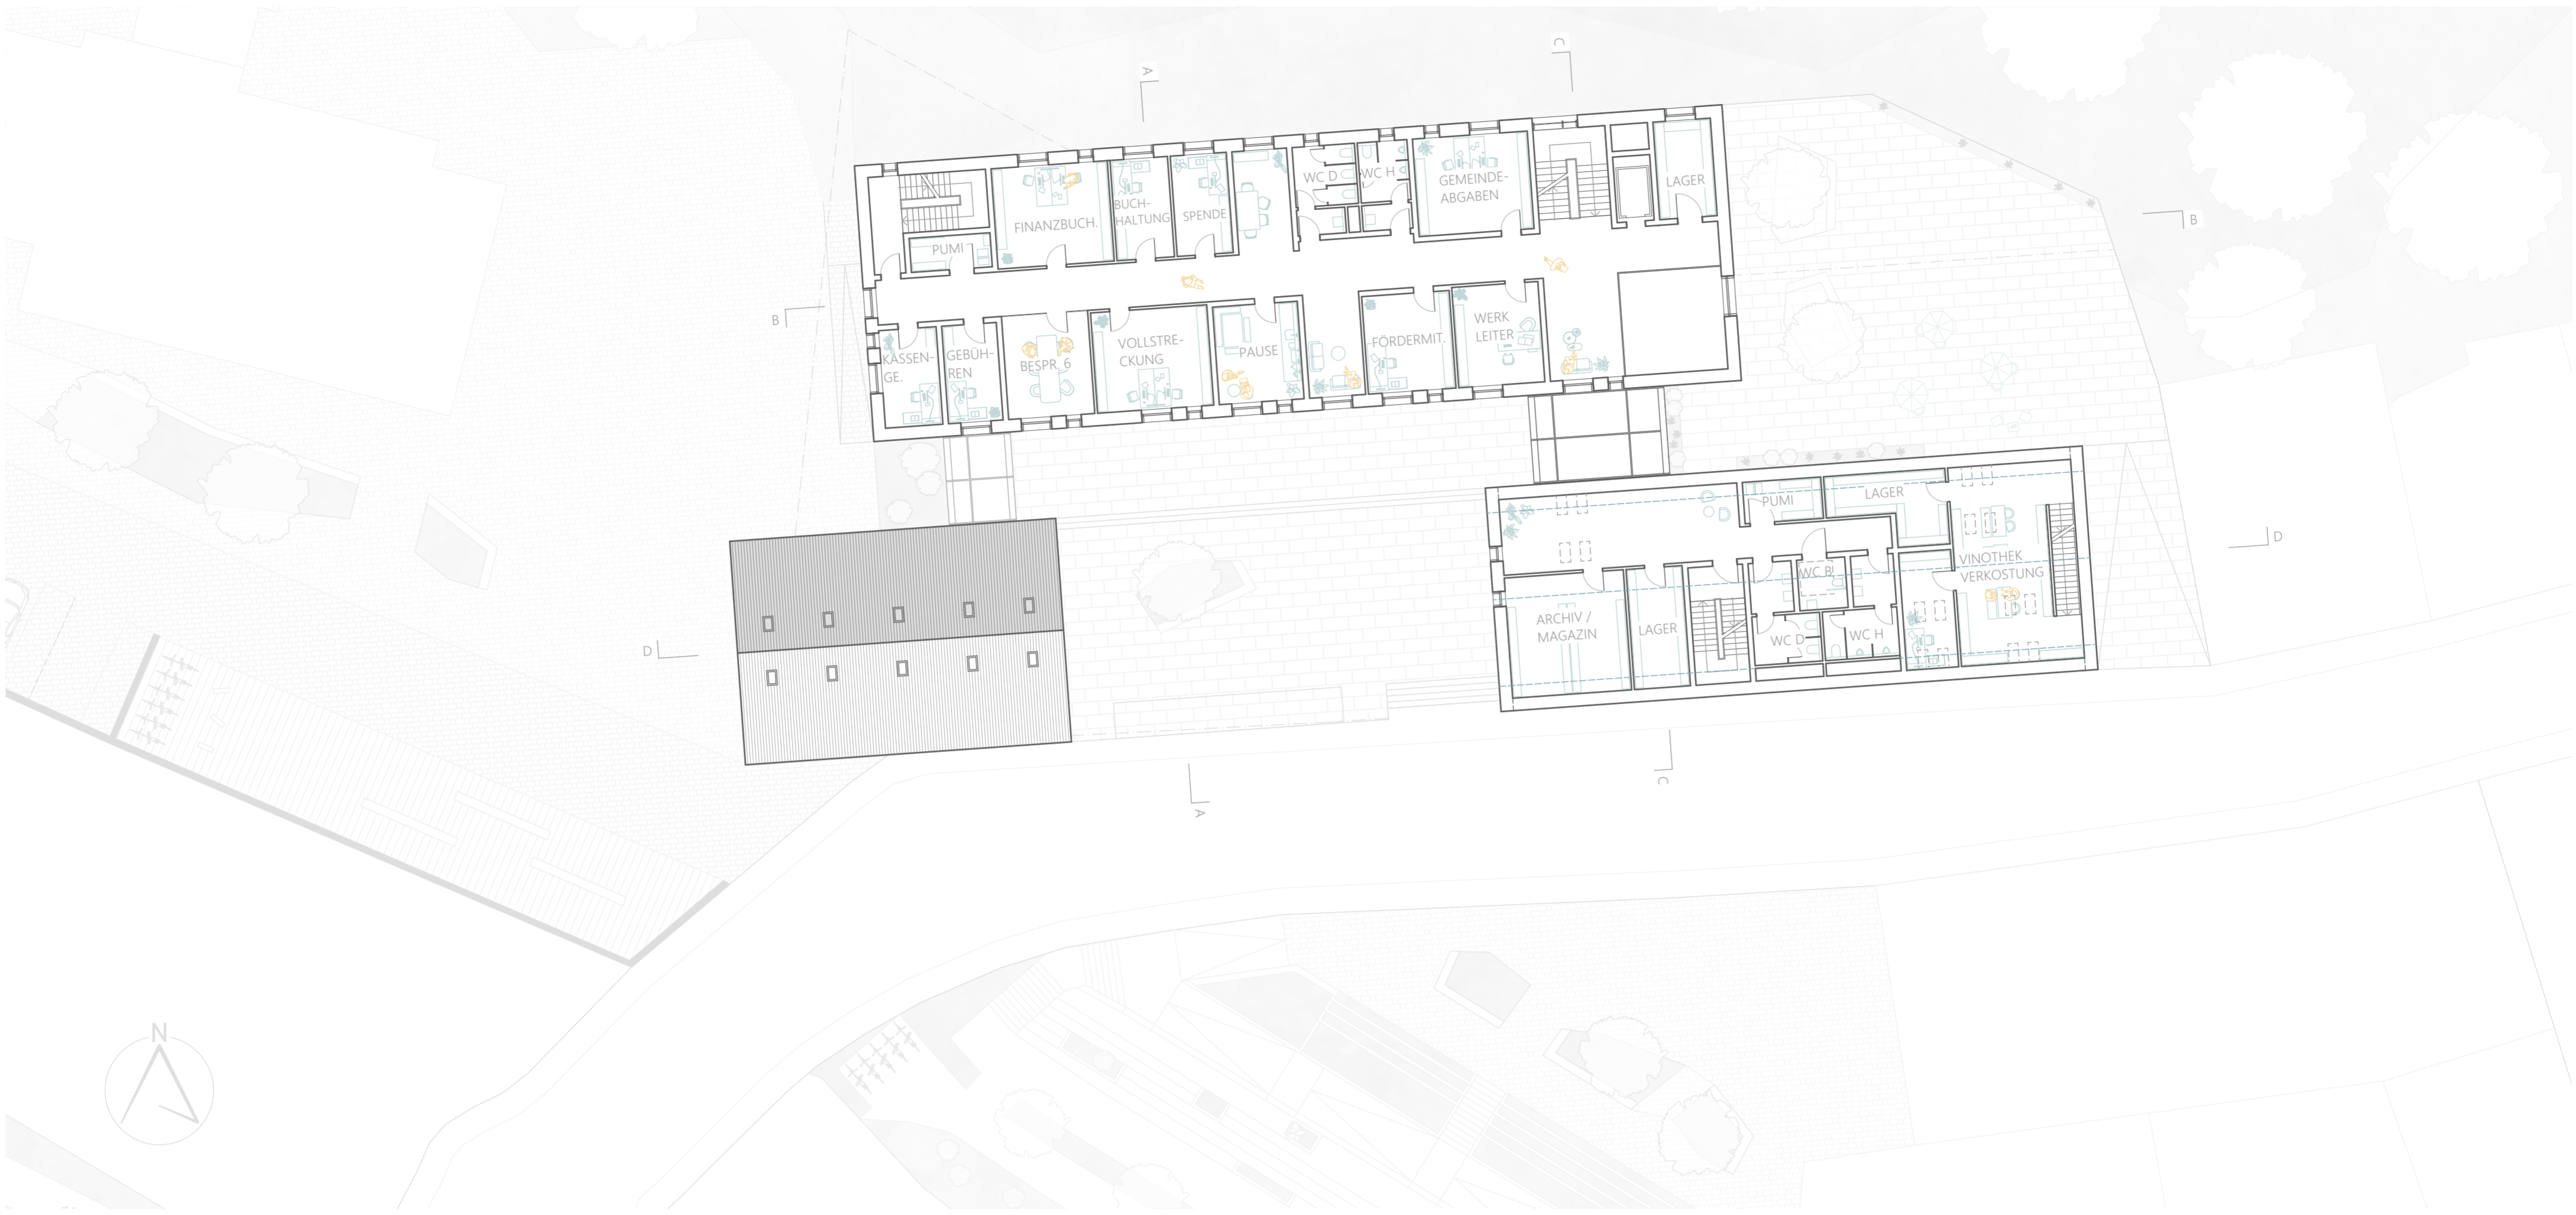 C
A
B
WC D
WC H
GEMEINDE-
ABGABEN
LAGER
FINANZBUCH.
BUCH-
HALTUNG
SPENDE
PUMI
B
KASSEN-
GE.
GEBÜH-
REN
BESPR. 6
VOLLSTRE-
CKUNG
PAUSE
FÖRDERMIT.
WERK
LEITER
PUMI
LAGER
VINOTHEK
VERKOSTUNG
WC B
ARCHIV /
MAGAZIN
LAGER
WC D
WC H
D
D
C
A
N